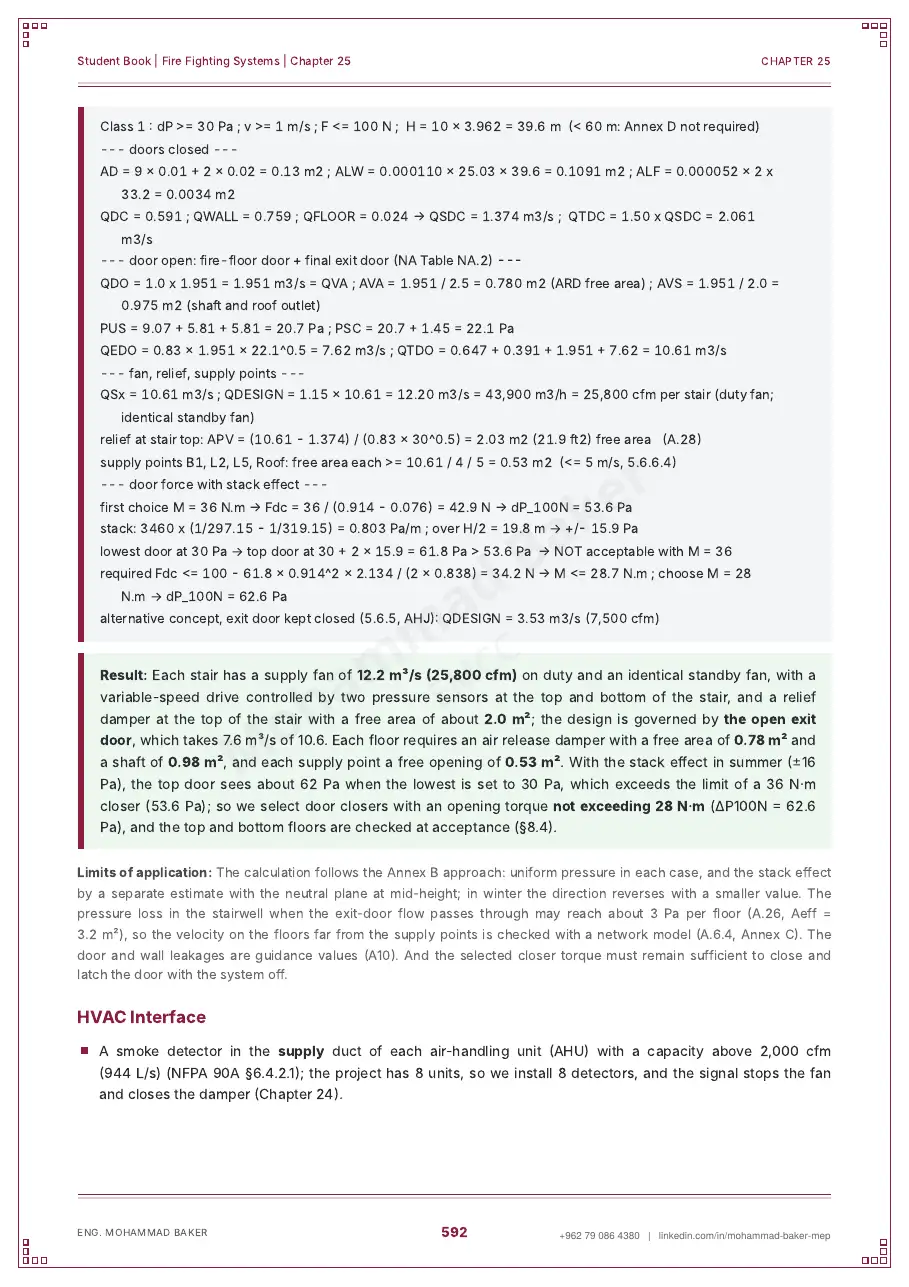 Student Book | Fire Fighting Systems | Chapter 25
CHAPTER 25
Class 1 : dP >= 30 Pa ; v >= 1 m/s ; F <= 100 N ; H = 10 × 3.962 = 39.6 m (< 60 m: Annex D not required)
--- doors closed ---
AD = 9 × 0.01 + 2 × 0.02 = 0.13 m2 ; ALW = 0.000110 × 25.03 × 39.6 = 0.1091 m2 ; ALF = 0.000052 × 2 x
33.2 = 0.0034 m2
QDC = 0.591 ; QWALL = 0.759 ; QFLOOR = 0.024 → QSDC = 1.374 m3/s ; QTDC = 1.50 x QSDC = 2.061
m3/s
--- door open: fire-floor door + final exit door (NA Table NA.2) ---
QDO = 1.0 x 1.951 = 1.951 m3/s = QVA ; AVA = 1.951 / 2.5 = 0.780 m2 (ARD free area) ; AVS = 1.951 / 2.0 =
0.975 m2 (shaft and roof outlet)
PUS = 9.07 + 5.81 + 5.81 = 20.7 Pa ; PSC = 20.7 + 1.45 = 22.1 Pa
QEDO = 0.83 × 1.951 × 22.1^0.5 = 7.62 m3/s ; QTDO = 0.647 + 0.391 + 1.951 + 7.62 = 10.61 m3/s
--- fan, relief, supply points ---
QSx = 10.61 m3/s ; QDESIGN = 1.15 × 10.61 = 12.20 m3/s = 43,900 m3/h = 25,800 cfm per stair (duty fan;
identical standby fan)
relief at stair top: APV = (10.61 - 1.374) / (0.83 × 30^0.5) = 2.03 m2 (21.9 ft2) free area (A.28)
supply points B1, L2, L5, Roof: free area each >= 10.61 / 4 / 5 = 0.53 m2 (<= 5 m/s, 5.6.6.4)
--- door force with stack effect ---
first choice M = 36 N.m → Fdc = 36 / (0.914 - 0.076) = 42.9 N → dP_100N = 53.6 Pa
stack: 3460 x (1/297.15 - 1/319.15) = 0.803 Pa/m ; over H/2 = 19.8 m → +/- 15.9 Pa
lowest door at 30 Pa → top door at 30 + 2 × 15.9 = 61.8 Pa > 53.6 Pa → NOT acceptable with M = 36
required Fdc <= 100 - 61.8 × 0.914^2 × 2.134 / (2 × 0.838) = 34.2 N → M <= 28.7 N.m ; choose M = 28
N.m → dP_100N = 62.6 Pa
alternative concept, exit door kept closed (5.6.5, AHJ): QDESIGN = 3.53 m3/s (7,500 cfm)
Result: Each stair has a supply fan of 12.2 m³/s (25,800 cfm) on duty and an identical standby fan, with a
variable-speed drive controlled by two pressure sensors at the top and bottom of the stair, and a relief
damper at the top of the stair with a free area of about 2.0 m²; the design is governed by the open exit
door, which takes 7.6 m³/s of 10.6. Each floor requires an air release damper with a free area of 0.78 m² and
a shaft of 0.98 m², and each supply point a free opening of 0.53 m². With the stack effect in summer (±16
Pa), the top door sees about 62 Pa when the lowest is set to 30 Pa, which exceeds the limit of a 36 N·m
closer (53.6 Pa); so we select door closers with an opening torque not exceeding 28 N·m (ΔP100N = 62.6
Pa), and the top and bottom floors are checked at acceptance (§8.4).
Limits of application: The calculation follows the Annex B approach: uniform pressure in each case, and the stack effect
by a separate estimate with the neutral plane at mid-height; in winter the direction reverses with a smaller value. The
pressure loss in the stairwell when the exit-door flow passes through may reach about 3 Pa per floor (A.26, Aeff =
3.2 m²), so the velocity on the floors far from the supply points is checked with a network model (A.6.4, Annex C). The
door and wall leakages are guidance values (A10). And the selected closer torque must remain sufficient to close and
latch the door with the system off.
HVAC Interface
A smoke detector in the supply duct of each air-handling unit (AHU) with a capacity above 2,000 cfm
(944 L/s) (NFPA 90A §6.4.2.1); the project has 8 units, so we install 8 detectors, and the signal stops the fan
and closes the damper (Chapter 24).
ENG. MOHAMMAD BAKER
592
+962 79 086 4380 | linkedin.com/in/mohammad-baker-mep